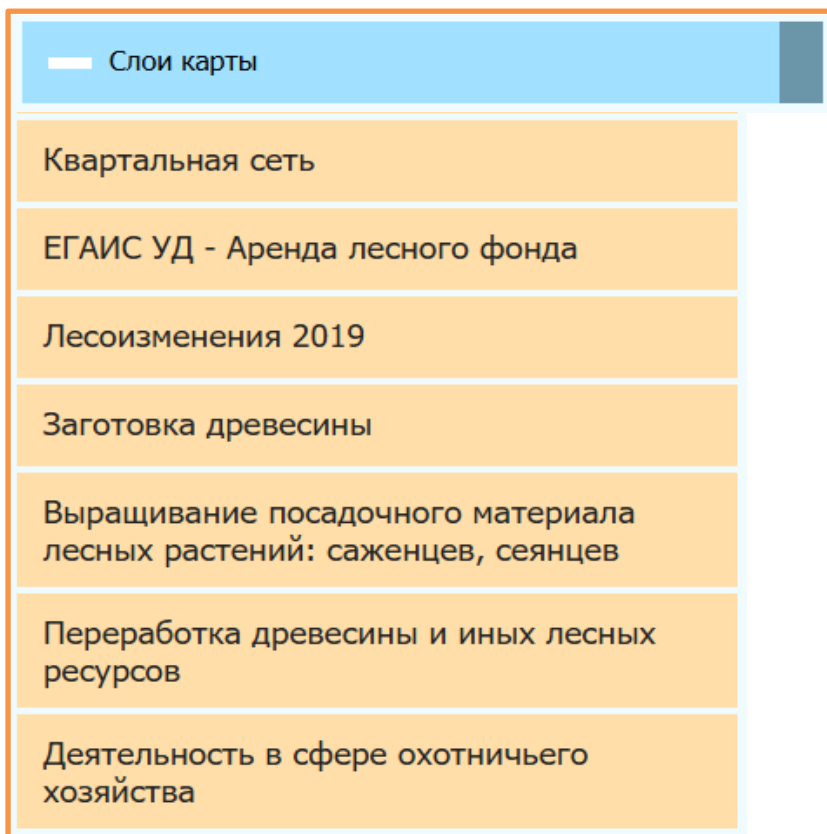 Слои карты
Квартальная сеть
ЕГАИС УД - Аренда лесного фонда
Лесоизменения 2019
Заготовка древесины
Выращивание посадочного материала
лесных растений: саженцев, сеянцев
Переработка древесины и иных лесных
ресурсов
Деятельность в сфере охотничьего
хозяйства